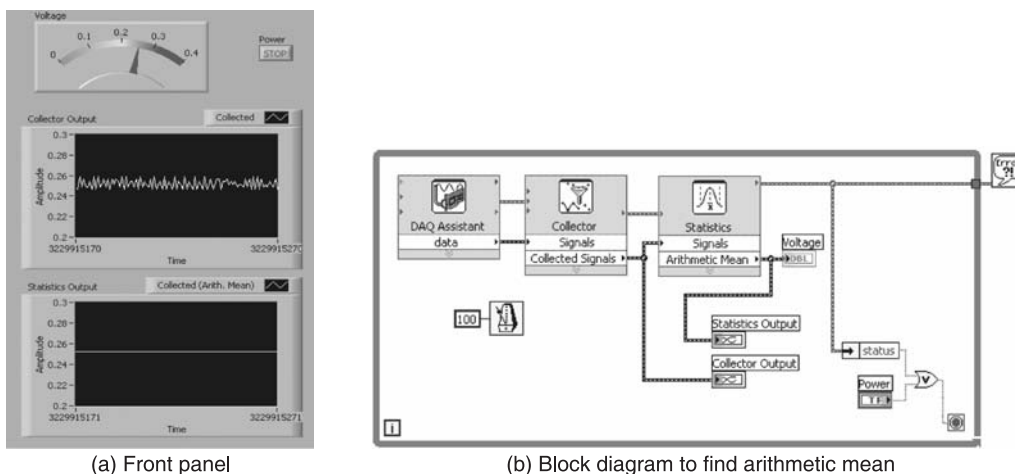 Voltage
0
0.1
0.2
0.3
0.4
Power
STOP
Collector Output
Collected
0.3
0.28
0.26
0.24
0.22
0.2
Amplitude
3229915170
3229915270
Time
Statistics Output
Collected (Arith. Mean)
0.3
0.28
0.26
0.24
0.22
0.2
Amplitude
3229915171
3229915271
Time
(a) Front panel
DAQ Assistant
data
Collector
Signals
Collected Signals
Statistics
Signals
Arithmetic Mean
Voltage
DBL
?!
100
Statistics Output
Collector Output
status
Power
TF
V
i
(b) Block diagram to find arithmetic mean